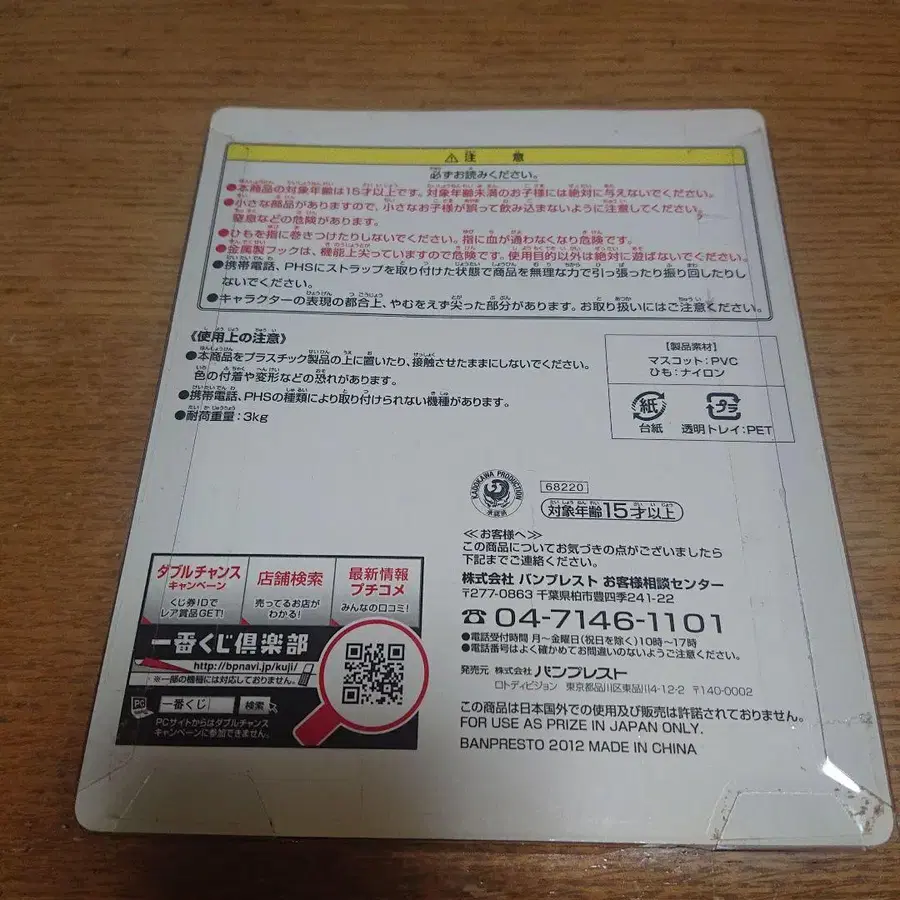 ⚠注 意
必ずお読みください。
●本商品の対象年齢は15才以上です。対象年齢未満のお子様には絶対に与えないでください。
●小さな部品がありますので、小さなお子様が誤って飲み込まないように注意してください。
窒息などの危険があります。
●ひもを指に巻きつけたりしないでください。指に血が通わなくなり危険です。
●金属製フックは、機能上尖っていますので危険です。使用目的以外は絶対に遊ばないでください。
●携帯電話、PHSにストラップを取り付けた状態で商品を無理な力で引っ張ったり振り回したりし
ないでください。
●キャラクターの表現の都合上、やむをえず尖った部分があります。お取り扱いにはご注意ください。
《使用上の注意》
●本商品をプラスチック製品の上に置いたり、接触させたままにしないでください。
色の付着や変形などの恐れがあります。
●携帯電話、PHSの種類により取り付けられない機種があります。
●耐荷重量:3kg
【製品素材】
マスコット:PVC
ひも:ナイロン
紙
台紙
プラ
透明トレイ:PET
KADOKAWA PRODUCTION
承認済
68220
対象年齢15才以上
≪お客様へ≫
この商品についてお気づきの点がございましたら
下記までご連絡ください。
株式会社 バンプレスト お客様相談センター
〒277-0863 千葉県柏市豊四季241-22
☎04-7146-1101
●電話受付時間 月〜金曜日(祝日を除く)10時〜17時
●電話番号はよく確かめてお間違いのないようご注意ください。
発売元 株式会社 バンプレスト
ロトディビジョン 東京都品川区東品川4-12-2 〒140-0002
この商品は日本国外での使用及び販売は許諾されておりません。
FOR USE AS PRIZE IN JAPAN ONLY.
BANPRESTO 2012 MADE IN CHINA
ダブルチャンス
キャンペーン
くじ券IDで
レア賞品GET!
店舗検索
売ってるお店が
わかる!
最新情報
プチコメ
みんなの口コミ!
一番くじ倶楽部
http://bpnavi.jp/kuji/
※一部の機種には対応しておりません。
PC
一番くじ
検索
PCサイトからはダブルチャンス
キャンペーンに参加できません。